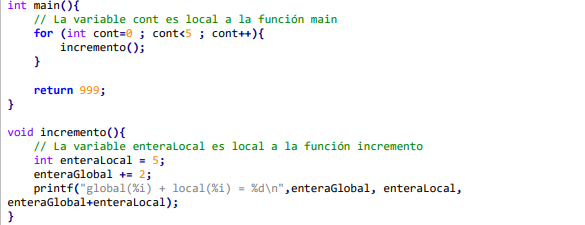 int main(){
    // La variable cont es local a la función main
    for (int cont=0 ; cont<5 ; cont++){
        incremento();
    }

    return 999;
}

void incremento(){
    // La variable enteraLocal es local a la función incremento
    int enteraLocal = 5;
    enteraGlobal += 2;
    printf("global(%i) + local(%i) = %d\n",enteraGlobal, enteraLocal,
enteraGlobal+enteraLocal);
}